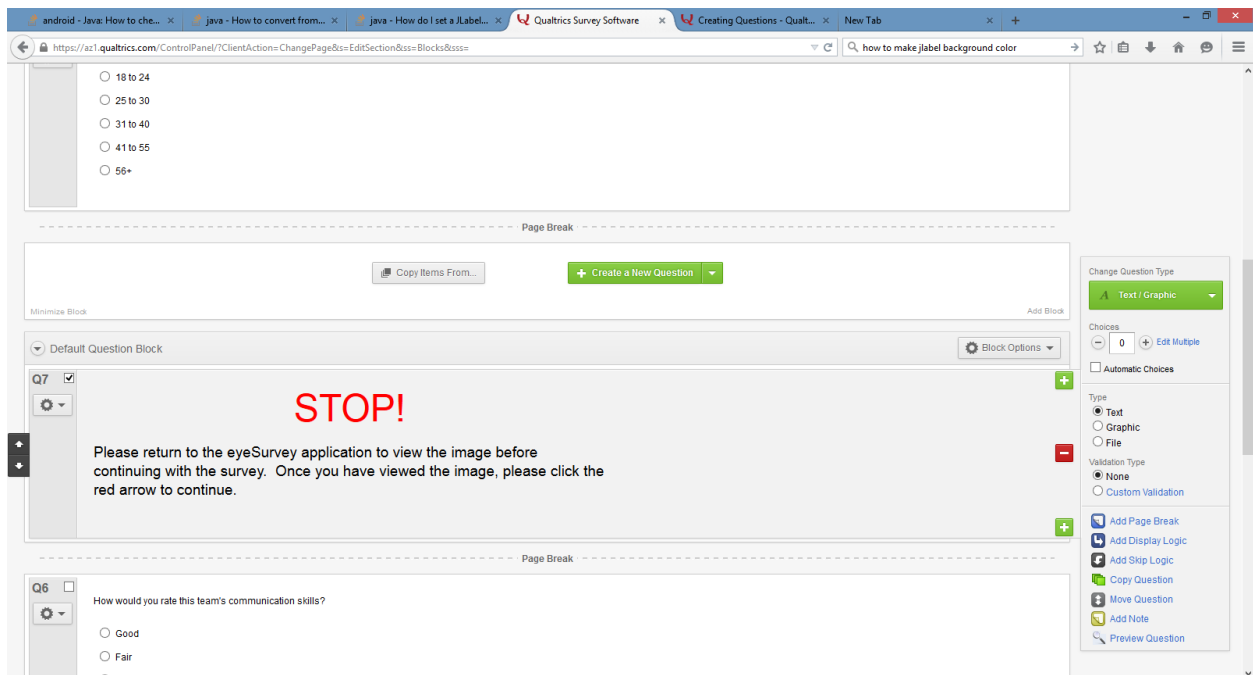 android - Java: How to che... × java - How to convert from... × java - How do I set a JLabel... × Qualtrics Survey Software × Creating Questions - Qualt... × New Tab × +
https://az1.qualtrics.com/ControlPanel/?ClientAction=ChangePage&s=EditSection&ss=Blocks&sss= how to make jlabel background color
18 to 24
25 to 30
31 to 40
41 to 55
56+
Page Break
Copy Items From... Create a New Question
Minimize Block Add Block
Default Question Block Block Options
Q7
STOP!
Please return to the eyeSurvey application to view the image before
continuing with the survey. Once you have viewed the image, please click the
red arrow to continue.
Page Break
Q6
How would you rate this team's communication skills?
Good
Fair
Change Question Type
Text / Graphic
Choices
0 Edit Multiple
Automatic Choices
Type
Text
Graphic
File
Validation Type
None
Custom Validation
Add Page Break
Add Display Logic
Add Skip Logic
Copy Question
Move Question
Add Note
Preview Question